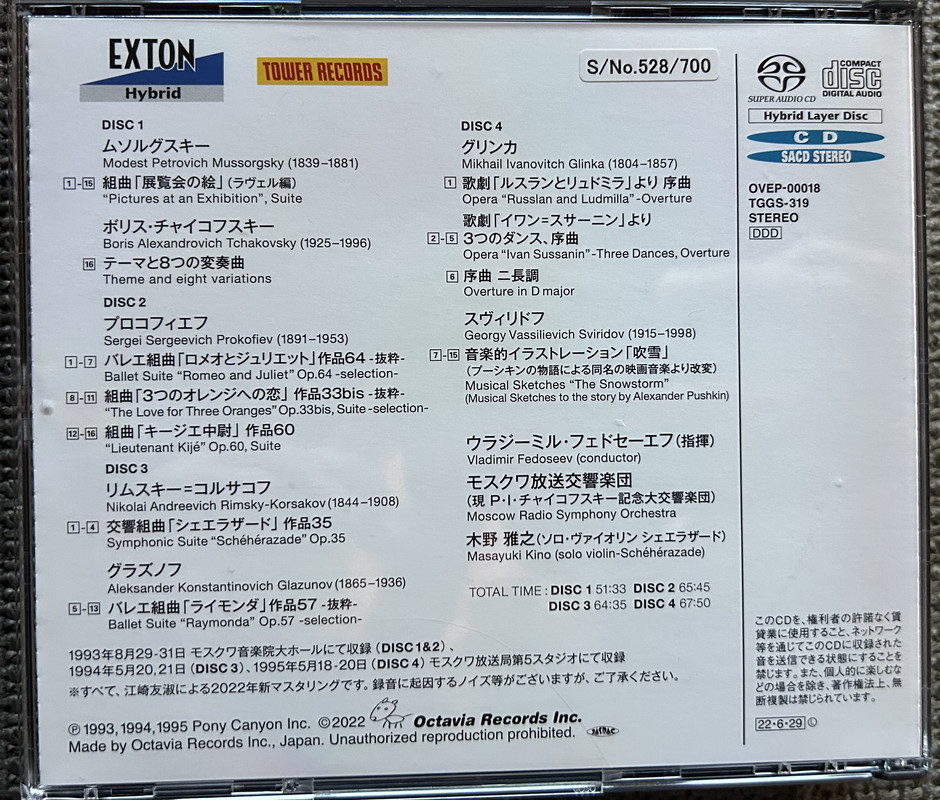 EXTON
Hybrid
TOWER RECORDS
S/No.528/700
DISC 1
ムソルグスキー
Modest Petrovich Mussorgsky (1839–1881)
1-15 組曲「展覧会の絵」(ラヴェル編)
"Pictures at an Exhibition", Suite
ボリス・チャイコフスキー
Boris Alexandrovich Tchakovsky (1925–1996)
16 テーマと8つの変奏曲
Theme and eight variations
DISC 2
プロコフィエフ
Sergei Sergeevich Prokofiev (1891–1953)
1-7 バレエ組曲「ロメオとジュリエット」作品64 -抜粋-
Ballet Suite "Romeo and Juliet" Op.64 -selection-
8-11 組曲「3つのオレンジへの恋」作品33bis -抜粋-
"The Love for Three Oranges" Op.33bis, Suite -selection-
12-16 組曲「キージェ中尉」 作品60
"Lieutenant Kijé" Op.60, Suite
DISC 3
リムスキー=コルサコフ
Nikolai Andreevich Rimsky-Korsakov (1844–1908)
1-4 交響組曲「シェエラザード」 作品35
Symphonic Suite "Schéhérazade" Op.35
グラズノフ
Aleksander Konstantinovich Glazunov (1865–1936)
5-13 バレエ組曲「ライモンダ」作品57 -抜粋-
Ballet Suite "Raymonda" Op.57 -selection-
DISC 4
グリンカ
Mikhail Ivanovitch Glinka (1804–1857)
1 歌劇「ルスランとリュドミラ」より 序曲
Opera "Russlan and Ludmilla" -Overture
歌劇「イワン=スサーニン」より
2-5 3つのダンス、序曲
Opera "Ivan Sussanin" -Three Dances, Overture
6 序曲 二長調
Overture in D major
スヴィリドフ
Georgy Vassilievich Sviridov (1915–1998)
7-15 音楽的イラストレーション「吹雪」
(プーシキンの物語による同名の映画音楽より改変)
Musical Sketches "The Snowstorm"
(Musical Sketches to the story by Alexander Pushkin)
ウラジーミル・フェドセーエフ(指揮)
Vladimir Fedoseev (conductor)
モスクワ放送交響楽団
(現 P・I・チャイコフスキー記念大交響楽団)
Moscow Radio Symphony Orchestra
木野 雅之(ソロ・ヴァイオリン シェエラザード)
Masayuki Kino (solo violin-Schéhérazade)
TOTAL TIME : DISC 1 51:33 DISC 2 65:45
DISC 3 64:35 DISC 4 67:50
1993年8月29-31日 モスクワ音楽院大ホールにて収録 (DISC 1&2)、
1994年5月20,21日 (DISC 3)、1995年5月18-20日 (DISC 4) モスクワ放送局第5スタジオにて収録
※すべて、江崎友淑による2022年新マスタリングです。録音に起因するノイズ等がございますが、ご了承ください。
℗1993,1994,1995 Pony Canyon Inc. ©2022 Octavia Records Inc.
Made by Octavia Records Inc., Japan. Unauthorized reproduction prohibited.
SUPER AUDIO CD
COMPACT
disc
DIGITAL AUDIO
Hybrid Layer Disc
CD
SACD STEREO
OVEP-00018
TGGS-319
STEREO
DDD
このCDを、権利者の許諾なく賃
貸業に使用すること、ネットワーク
等を通じてこのCDに収録された
音を送信できる状態にすることを
禁じます。また、個人的に楽しむな
どの場合を除き、著作権法上、無
断複製は禁じられています。
22・6・29 Ⓛ